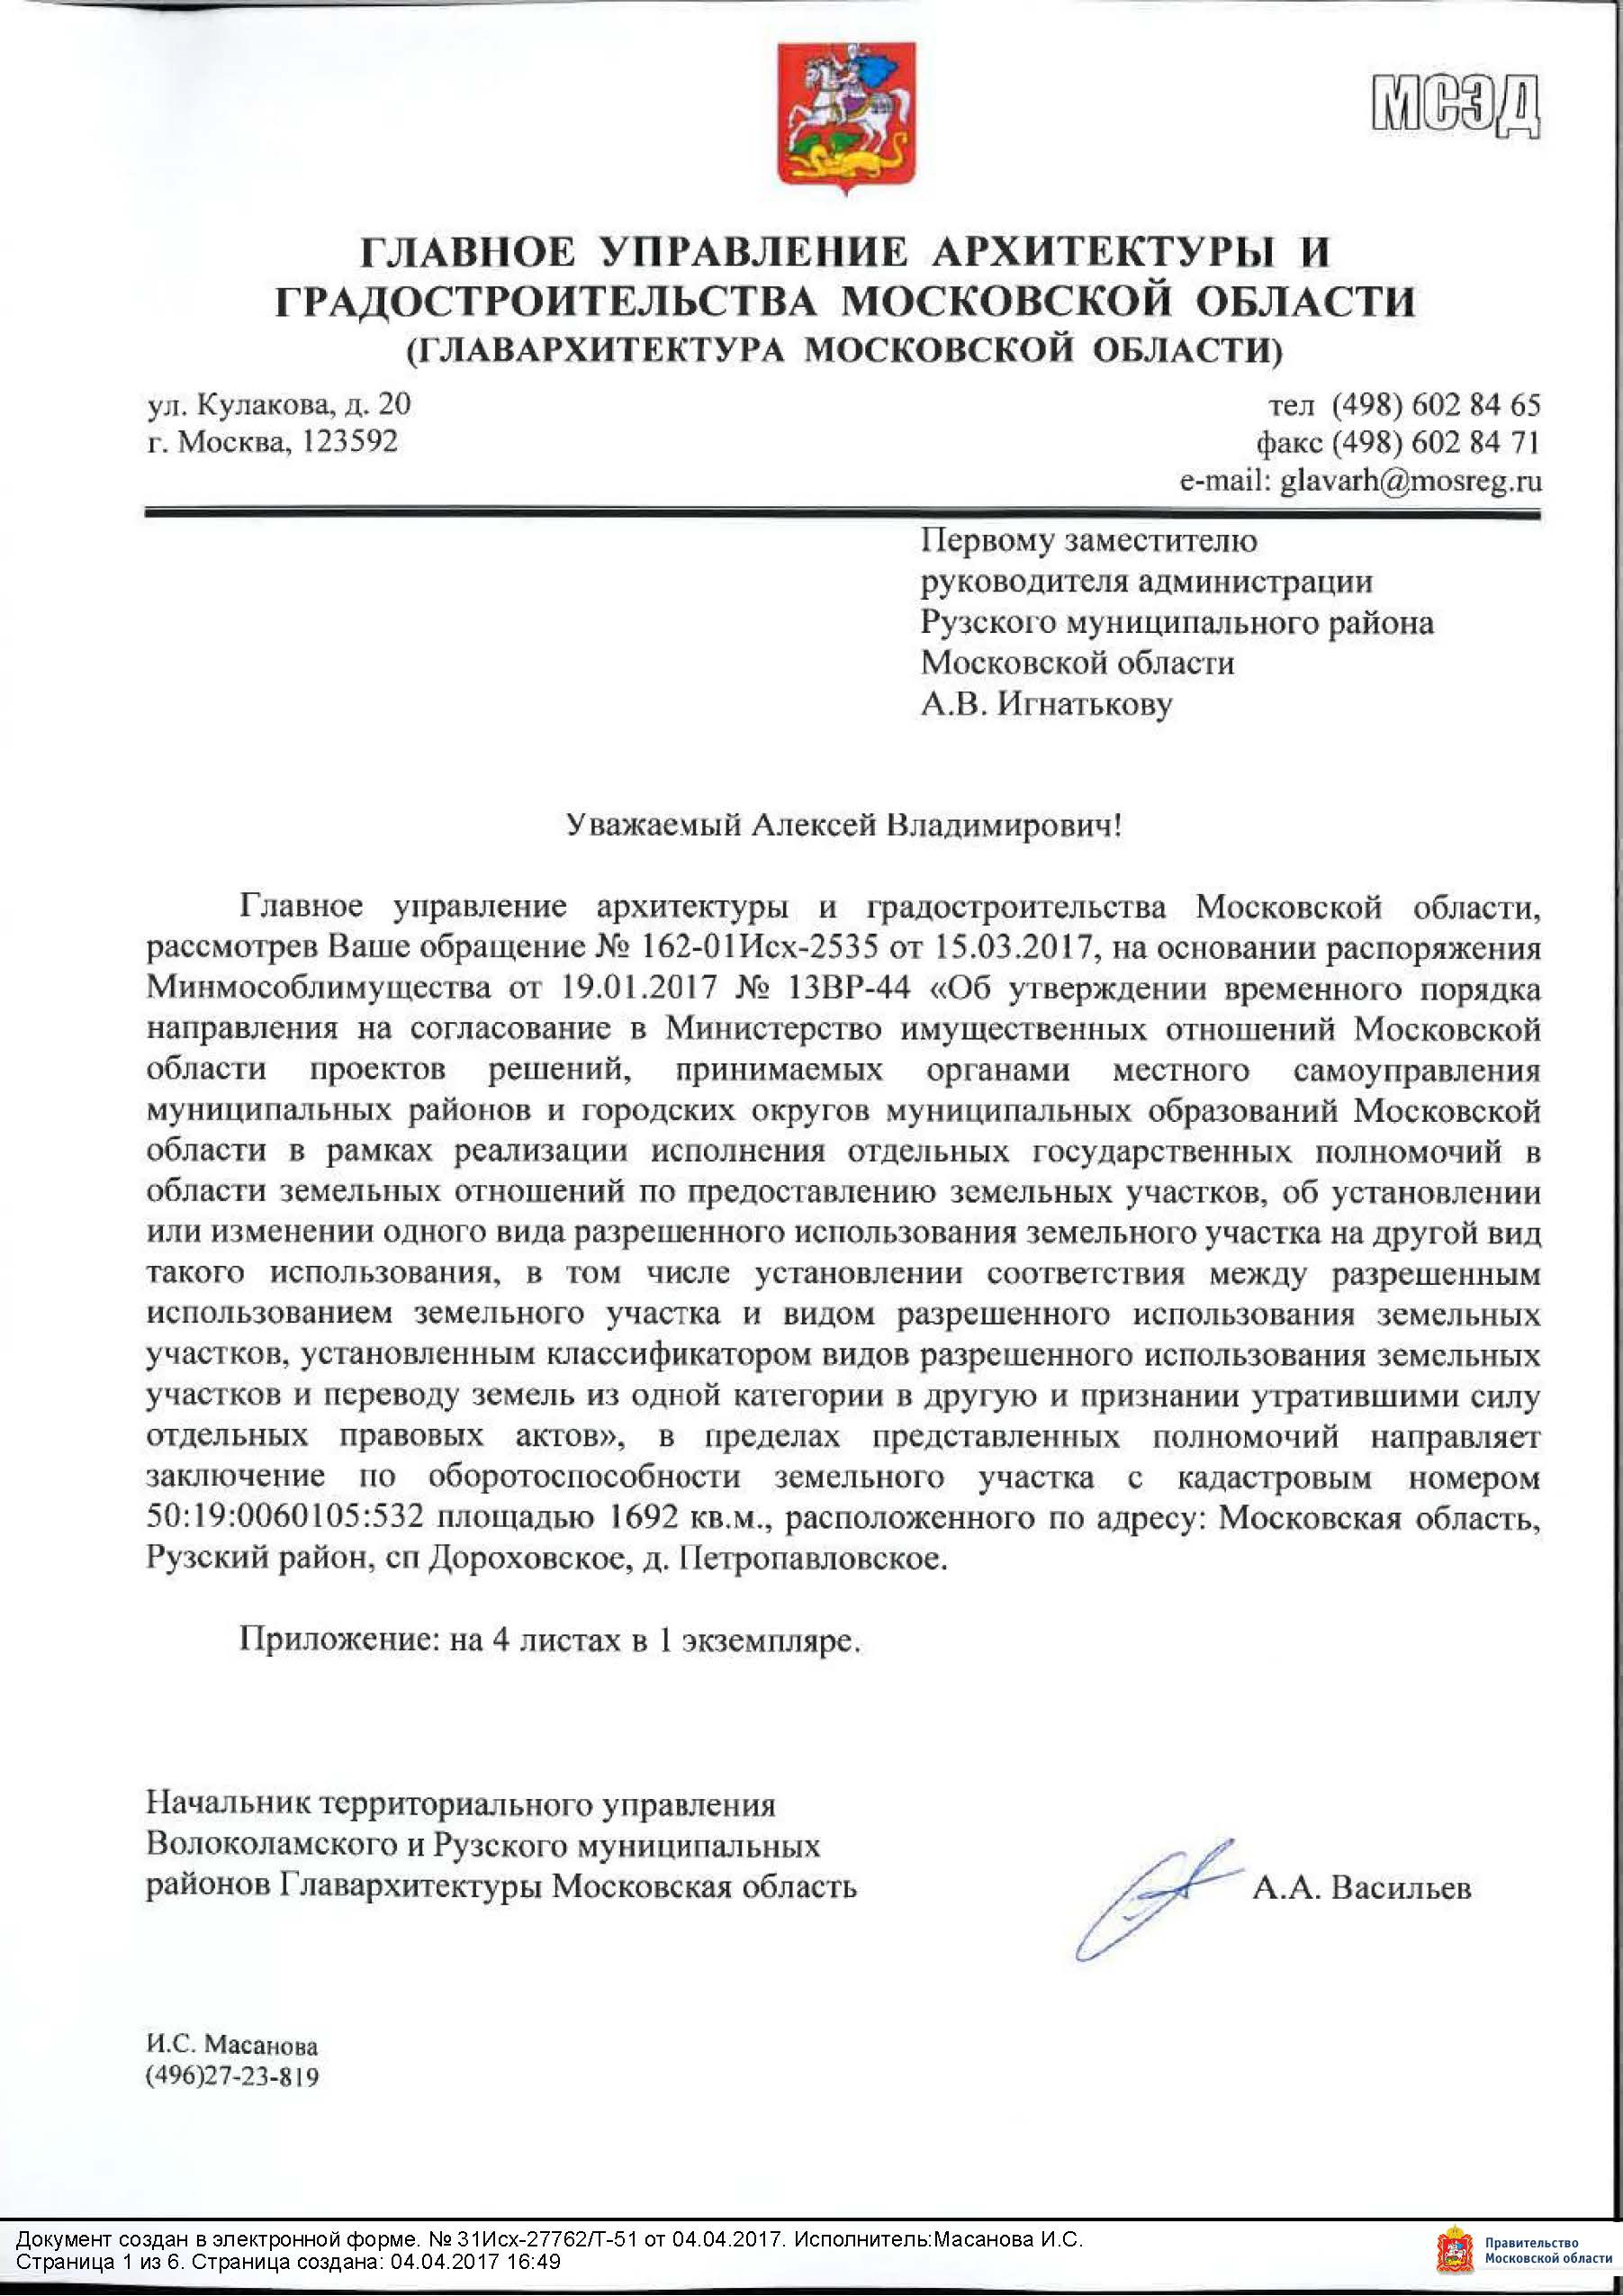 МСЭД
ГЛАВНОЕ УПРАВЛЕНИЕ АРХИТЕКТУРЫ И
ГРАДОСТРОИТЕЛЬСТВА МОСКОВСКОЙ ОБЛАСТИ
(ГЛАВАРХИТЕКТУРА МОСКОВСКОЙ ОБЛАСТИ)
ул. Кулакова, д. 20
г. Москва, 123592
тел (498) 602 84 65
факс (498) 602 84 71
e-mail: glavarh@mosreg.ru
Первому заместителю
руководителя администрации
Рузского муниципального района
Московской области
А.В. Игнатькову
Уважаемый Алексей Владимирович!
Главное управление архитектуры и градостроительства Московской области,
рассмотрев Ваше обращение № 162-01Исх-2535 от 15.03.2017, на основании распоряжения
Минмособлимущества от 19.01.2017 № 13ВР-44 «Об утверждении временного порядка
направления на согласование в Министерство имущественных отношений Московской
области проектов решений, принимаемых органами местного самоуправления
муниципальных районов и городских округов муниципальных образований Московской
области в рамках реализации исполнения отдельных государственных полномочий в
области земельных отношений по предоставлению земельных участков, об установлении
или изменении одного вида разрешенного использования земельного участка на другой вид
такого использования, в том числе установлении соответствия между разрешенным
использованием земельного участка и видом разрешенного использования земельных
участков, установленным классификатором видов разрешенного использования земельных
участков и переводу земель из одной категории в другую и признании утратившими силу
отдельных правовых актов», в пределах представленных полномочий направляет
заключение по оборотоспособности земельного участка с кадастровым номером
50:19:0060105:532 площадью 1692 кв.м., расположенного по адресу: Московская область,
Рузский район, сп Дороховское, д. Петропавловское.
Приложение: на 4 листах в 1 экземпляре.
Начальник территориального управления
Волоколамского и Рузского муниципальных
районов Главархитектуры Московская область
А.А. Васильев
И.С. Масанова
(496)27-23-819
Документ создан в электронной форме. № 31Исх-27762/Т-51 от 04.04.2017. Исполнитель:Масанова И.С.
Страница 1 из 6. Страница создана: 04.04.2017 16:49
Правительство
Московской области